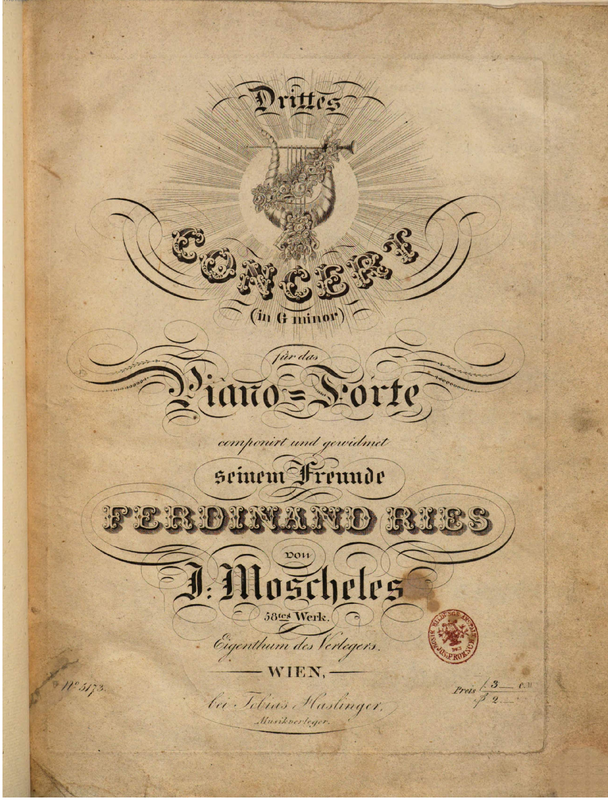 Drittes
CONCERT
(in G minor)
für das
Piano=Forte
componirt und gewidmet
seinem Freunde
FERDINAND RIES
von
J: Moscheles
58tes Werk.
Eigenthum des Verlegers.
WIEN,
bei Tobias Haslinger,
Musikverleger.
No 5173.
Preis f. 3
2